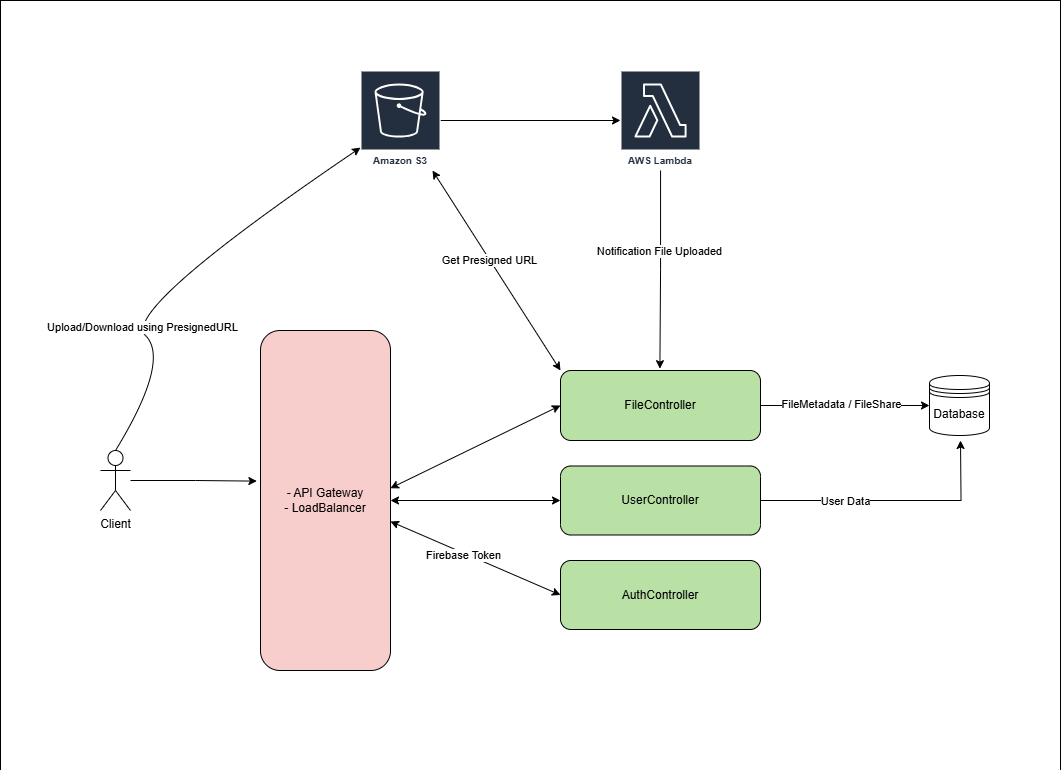 Amazon S3
AWS Lambda
Notification File Uploaded
Get Presigned URL
Upload/Download using PresignedURL
FileController
FileMetadata / FileShare
Database
- API Gateway
- LoadBalancer
UserController
User Data
Client
Firebase Token
AuthController